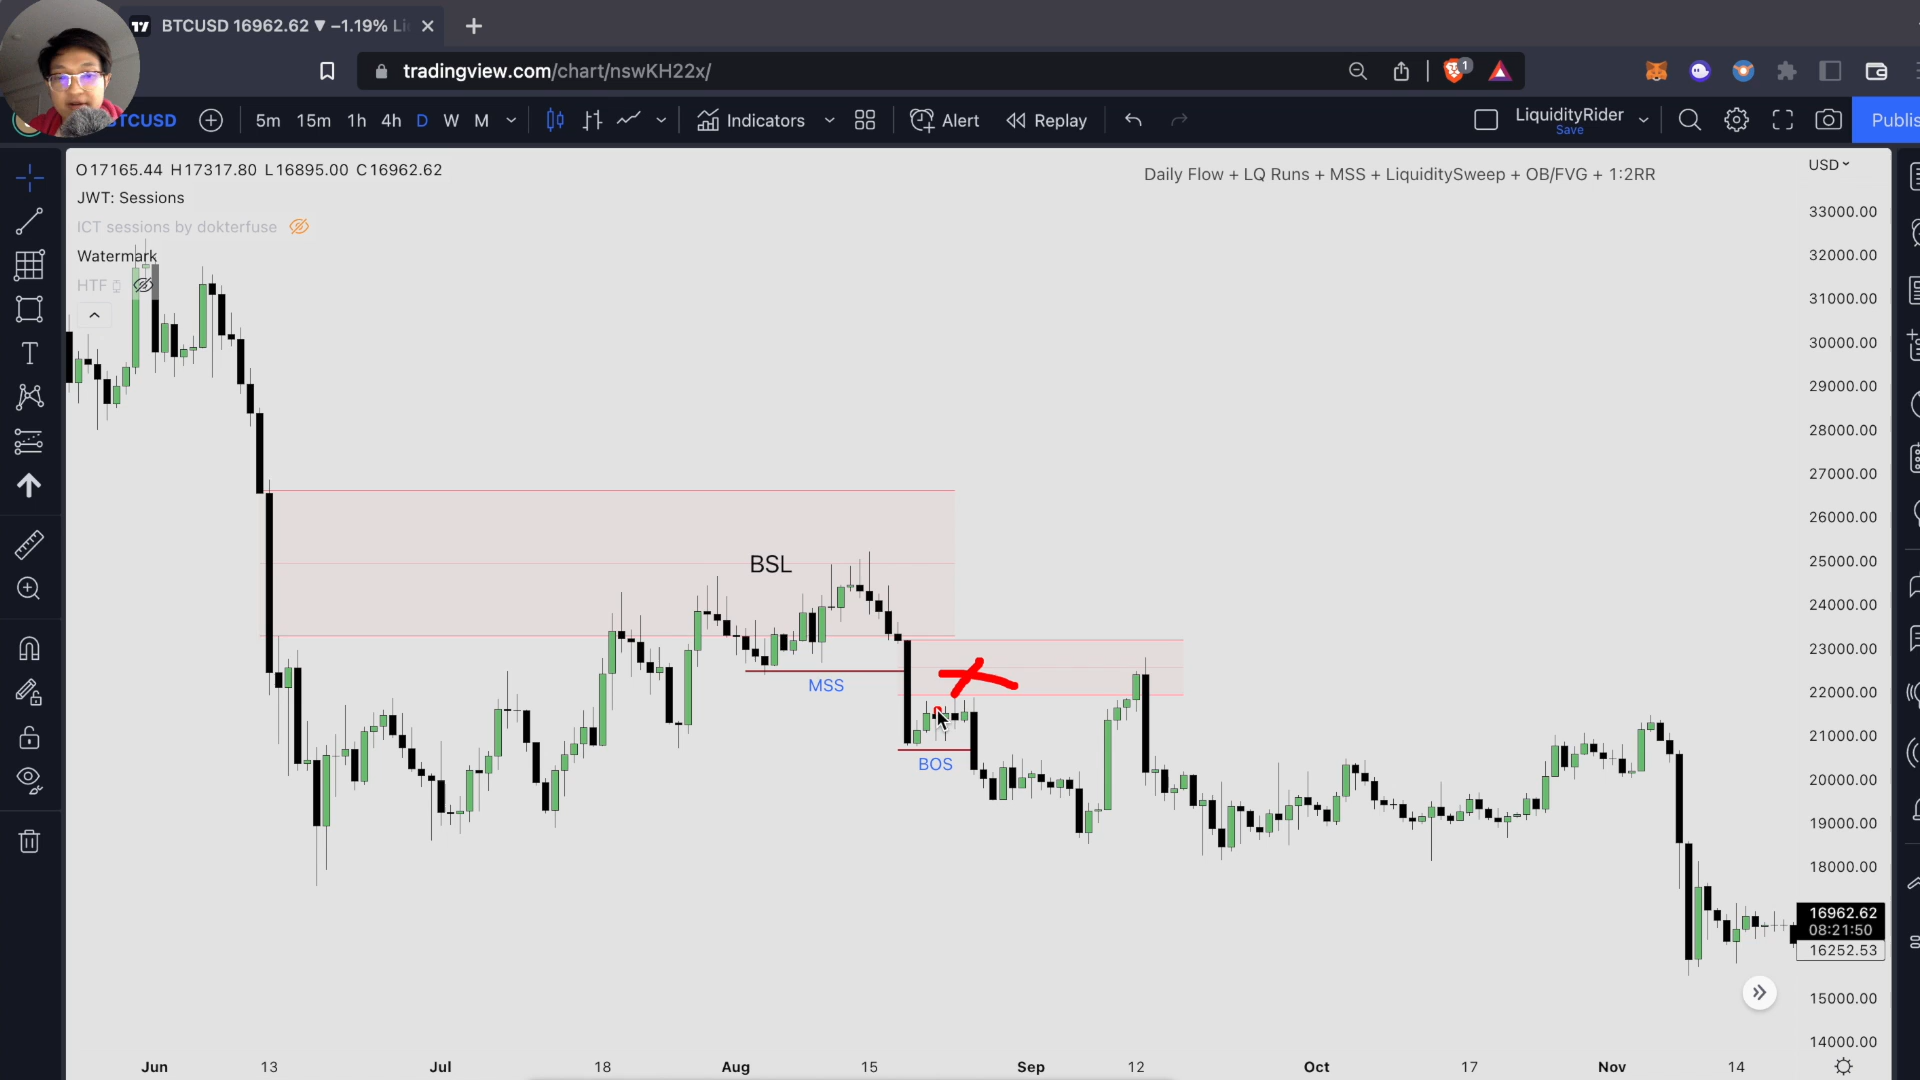 BTCUSD 16962.62 ▼ −1.19% Li
tradingview.com/chart/nswKH22x/
1
BTCUSD
5m 15m 1h 4h D W M
Indicators
Alert
Replay
LiquidityRider
Save
Publis
O17165.44 H17317.80 L16895.00 C16962.62
JWT: Sessions
ICT sessions by dokterfuse
Watermark
HTF
Daily Flow + LQ Runs + MSS + LiquiditySweep + OB/FVG + 1:2RR
USD
33000.00
32000.00
31000.00
30000.00
29000.00
28000.00
27000.00
26000.00
25000.00
24000.00
23000.00
22000.00
21000.00
20000.00
19000.00
18000.00
16962.62
08:21:50
16252.53
15000.00
14000.00
BSL
MSS
BOS
Jun 13 Jul 18 Aug 15 Sep 12 Oct 17 Nov 14